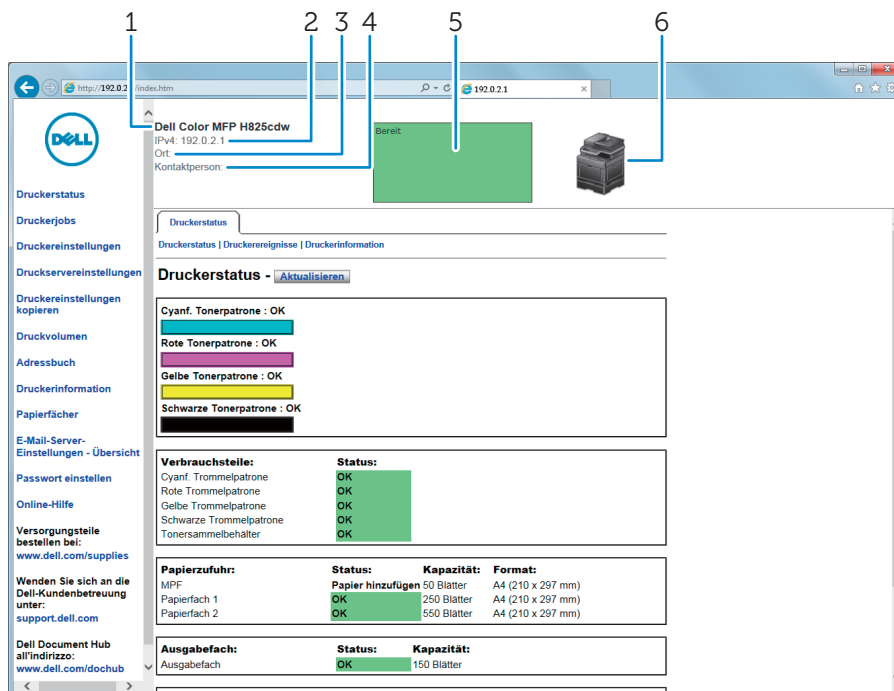 1 2 3 4 5 6
http://192.0.2 /index.htm
192.0.2.1
DELL
Dell Color MFP H825cdw
IPv4: 192.0.2.1
Ort:
Kontaktperson:
Bereit
Druckerstatus
Druckerjobs
Druckereinstellungen
Druckservereinstellungen
Druckereinstellungen
kopieren
Druckvolumen
Adressbuch
Druckerinformation
Papierfächer
E-Mail-Server-
Einstellungen - Übersicht
Passwort einstellen
Online-Hilfe
Versorgungsteile
bestellen bei:
www.dell.com/supplies
Wenden Sie sich an die
Dell-Kundenbetreuung
unter:
support.dell.com
Dell Document Hub
all'indirizzo:
www.dell.com/dochub
Druckerstatus
Druckerstatus | Druckerereignisse | Druckerinformation
Druckerstatus - Aktualisieren
Cyanf. Tonerpatrone : OK
Rote Tonerpatrone : OK
Gelbe Tonerpatrone : OK
Schwarze Tonerpatrone : OK
Verbrauchsteile: Status:
Cyanf. Trommelpatrone OK
Rote Trommelpatrone OK
Gelbe Trommelpatrone OK
Schwarze Trommelpatrone OK
Tonersammelbehälter OK
Papierzufuhr: Status: Kapazität: Format:
MPF Papier hinzufügen 50 Blätter A4 (210 x 297 mm)
Papierfach 1 OK 250 Blätter A4 (210 x 297 mm)
Papierfach 2 OK 550 Blätter A4 (210 x 297 mm)
Ausgabefach: Status: Kapazität:
Ausgabefach OK 150 Blätter